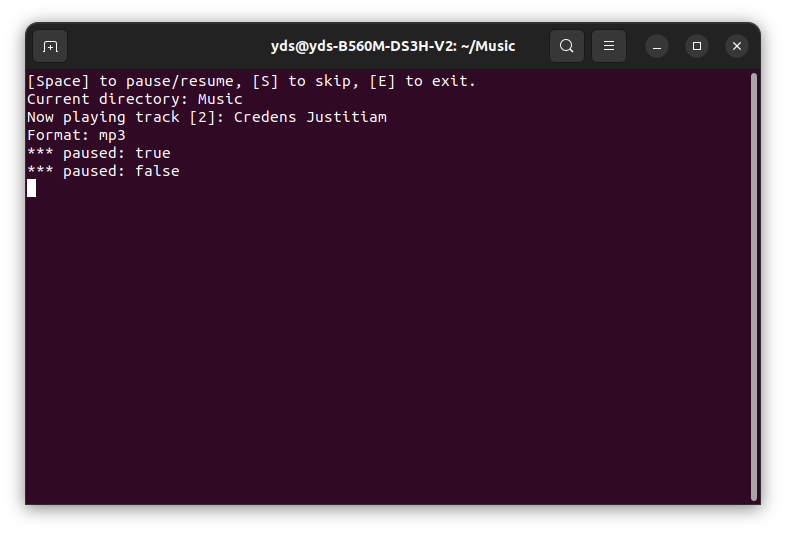 yds@yds-B560M-DS3H-V2: ~/Music
[Space] to pause/resume, [S] to skip, [E] to exit.
Current directory: Music
Now playing track [2]: Credens Justitiam
Format: mp3
*** paused: true
*** paused: false